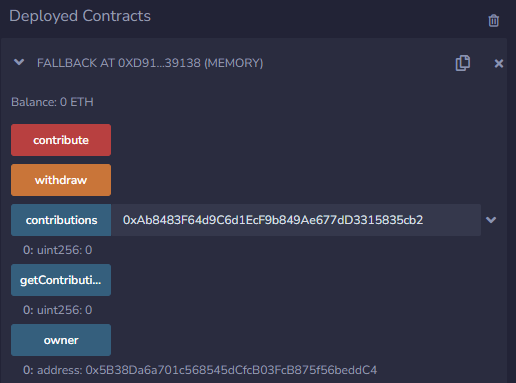 Deployed Contracts
FALLBACK AT 0XD91...39138 (MEMORY)
Balance: 0 ETH
contribute
withdraw
contributions 0xAb8483F64d9C6d1EcF9b849Ae677dD3315835cb2
0: uint256: 0
getContributi...
0: uint256: 0
owner
0: address: 0x5B38Da6a701c568545dCfcB03FcB875f56beddC4